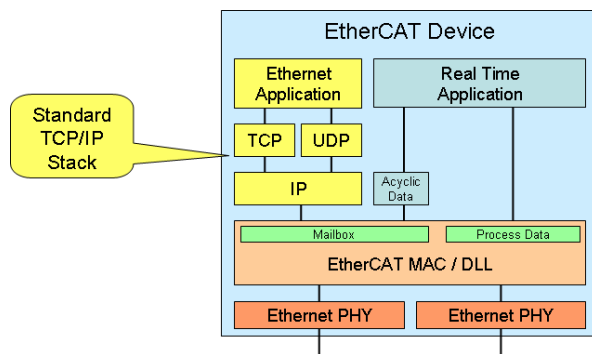 EtherCAT Device
Ethernet
Application
Real Time
Application
Standard
TCP/IP
Stack
TCP
UDP
IP
Acyclic
Data
Mailbox
Process Data
EtherCAT MAC / DLL
Ethernet PHY
Ethernet PHY